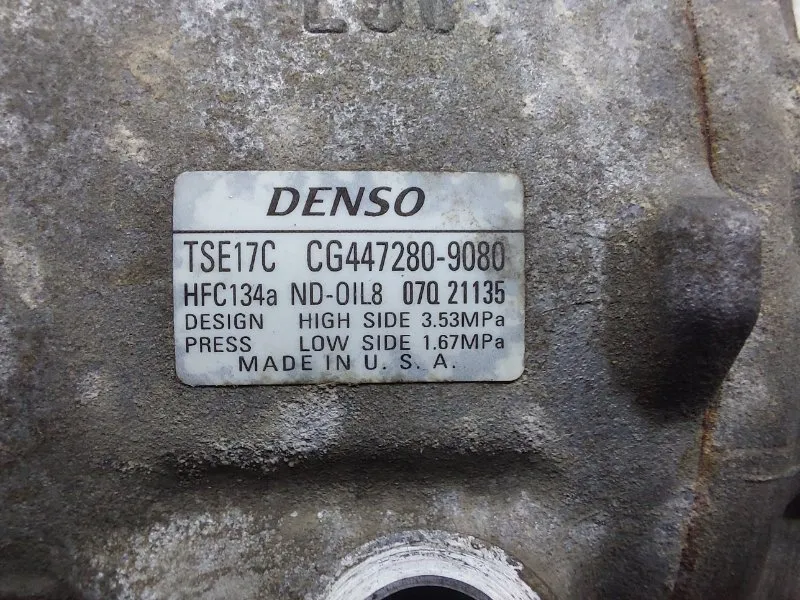 DENSO
TSE17C CG447280-9080
HFC134a ND-OIL8 07Q 21135
DESIGN HIGH SIDE 3.53MPa
PRESS LOW SIDE 1.67MPa
MADE IN U. S. A.